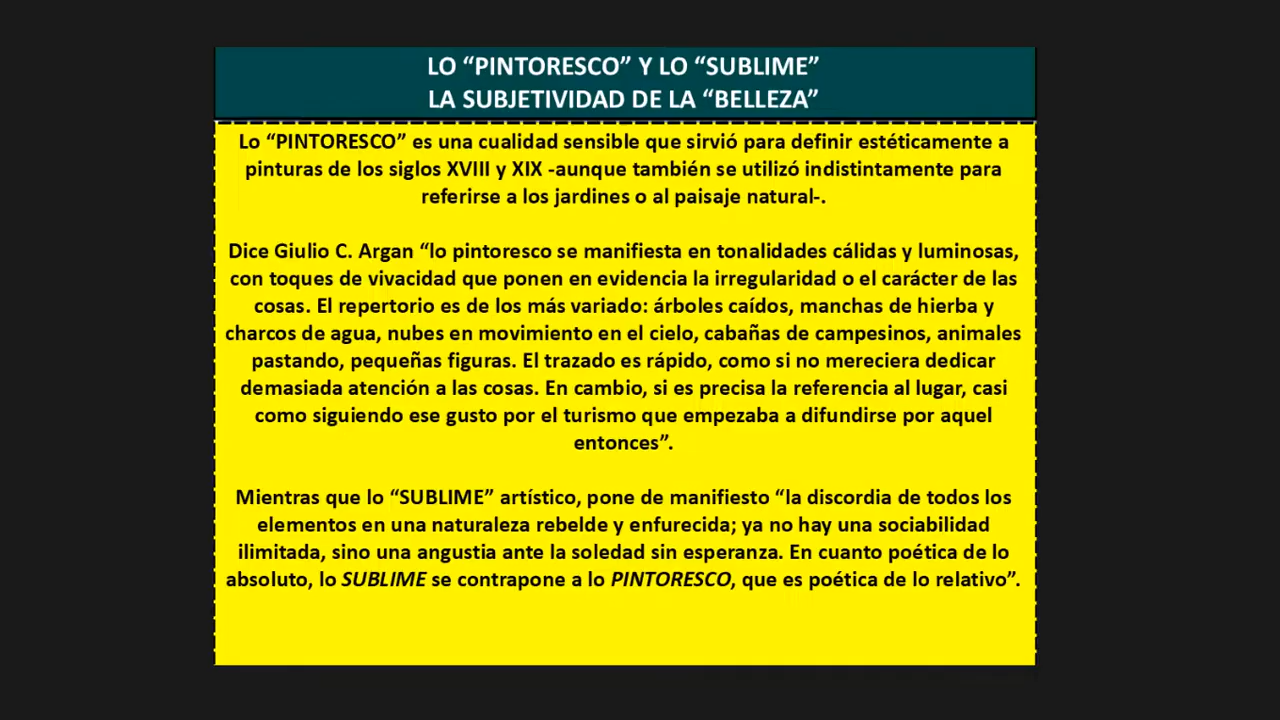 LO “PINTORESCO” Y LO “SUBLIME”
LA SUBJETIVIDAD DE LA “BELLEZA”
Lo “PINTORESCO” es una cualidad sensible que sirvió para definir estéticamente a
pinturas de los siglos XVIII y XIX -aunque también se utilizó indistintamente para
referirse a los jardines o al paisaje natural-.
Dice Giulio C. Argan “lo pintoresco se manifiesta en tonalidades cálidas y luminosas,
con toques de vivacidad que ponen en evidencia la irregularidad o el carácter de las
cosas. El repertorio es de los más variado: árboles caídos, manchas de hierba y
charcos de agua, nubes en movimiento en el cielo, cabañas de campesinos, animales
pastando, pequeñas figuras. El trazado es rápido, como si no mereciera dedicar
demasiada atención a las cosas. En cambio, si es precisa la referencia al lugar, casi
como siguiendo ese gusto por el turismo que empezaba a difundirse por aquel
entonces”.
Mientras que lo “SUBLIME” artístico, pone de manifiesto “la discordia de todos los
elementos en una naturaleza rebelde y enfurecida; ya no hay una sociabilidad
ilimitada, sino una angustia ante la soledad sin esperanza. En cuanto poética de lo
absoluto, lo SUBLIME se contrapone a lo PINTORESCO, que es poética de lo relativo”.